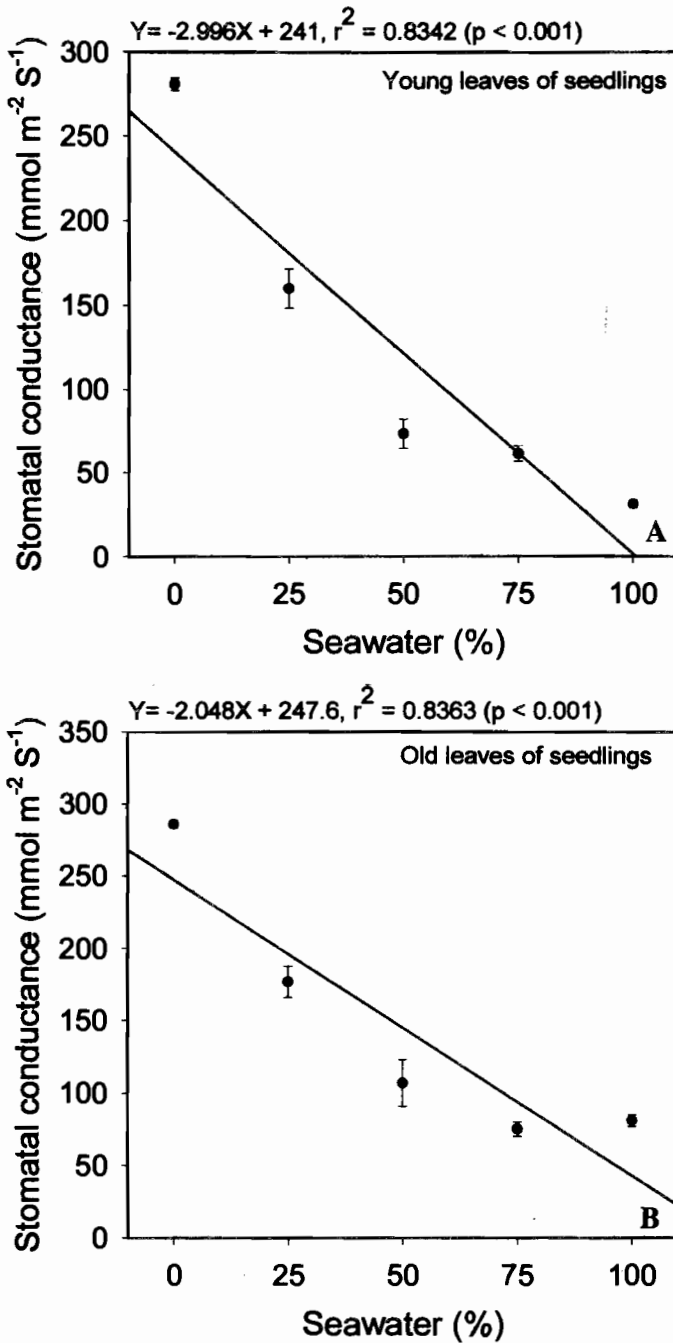 Y= -2.996X + 241, r² = 0.8342 (p < 0.001)
Young leaves of seedlings
300
250
200
150
100
50
0
Stomatal conductance (mmol m⁻² S⁻¹)
A
0 25 50 75 100
Seawater (%)
Y= -2.048X + 247.6, r² = 0.8363 (p < 0.001)
Old leaves of seedlings
350
300
250
200
150
100
50
0
Stomatal conductance (mmol m⁻² S⁻¹)
B
0 25 50 75 100
Seawater (%)